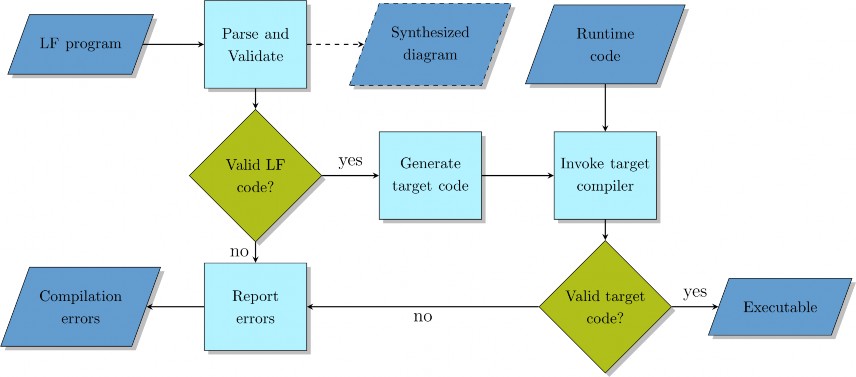 LF program
Parse and
Validate
Synthesized
diagram
Runtime
code
Valid LF
code?
yes
Generate
target code
Invoke target
compiler
no
Compilation
errors
Report
errors
no
Valid target
code?
yes
Executable